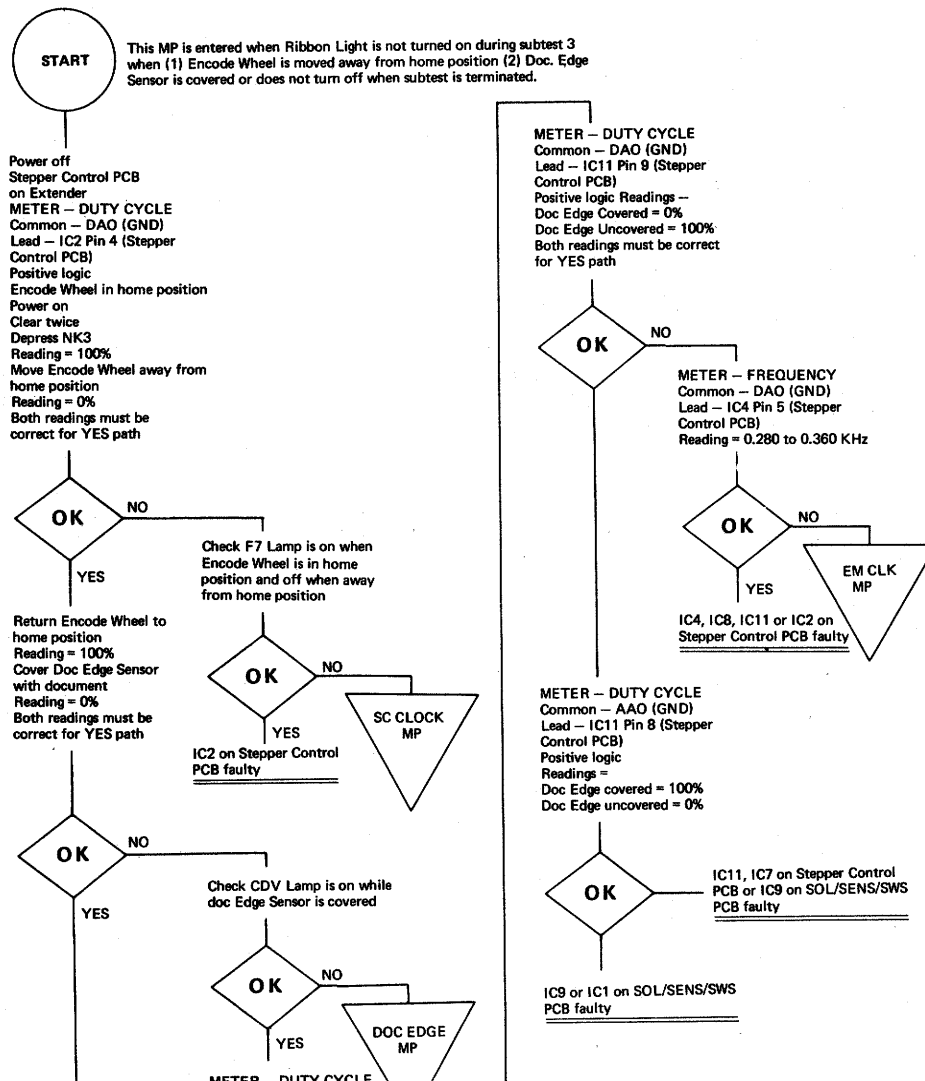 START
This MP is entered when Ribbon Light is not turned on during subtest 3
when (1) Encode Wheel is moved away from home position (2) Doc. Edge
Sensor is covered or does not turn off when subtest is terminated.
Power off
Stepper Control PCB
on Extender
METER – DUTY CYCLE
Common – DAO (GND)
Lead – IC2 Pin 4 (Stepper
Control PCB)
Positive logic
Encode Wheel in home position
Power on
Clear twice
Depress NK3
Reading = 100%
Move Encode Wheel away from
home position
Reading = 0%
Both readings must be
correct for YES path
OK
NO
YES
Check F7 Lamp is on when
Encode Wheel is in home
position and off when away
from home position
OK
NO
SC CLOCK
MP
YES
IC2 on Stepper Control
PCB faulty
Return Encode Wheel to
home position
Reading = 100%
Cover Doc Edge Sensor
with document
Reading = 0%
Both readings must be
correct for YES path
OK
NO
YES
Check CDV Lamp is on while
doc Edge Sensor is covered
OK
NO
DOC EDGE
MP
YES
METER – DUTY CYCLE
METER – DUTY CYCLE
Common – DAO (GND)
Lead – IC11 Pin 9 (Stepper
Control PCB)
Positive logic Readings –
Doc Edge Covered = 0%
Doc Edge Uncovered = 100%
Both readings must be correct
for YES path
OK
NO
METER – FREQUENCY
Common – DAO (GND)
Lead – IC4 Pin 5 (Stepper
Control PCB)
Reading = 0.280 to 0.360 KHz
OK
NO
EM CLK
MP
YES
IC4, IC8, IC11 or IC2 on
Stepper Control PCB faulty
METER – DUTY CYCLE
Common – AAO (GND)
Lead – IC11 Pin 8 (Stepper
Control PCB)
Positive logic
Readings =
Doc Edge covered = 100%
Doc Edge uncovered = 0%
OK
IC11, IC7 on Stepper Control
PCB or IC9 on SOL/SENS/SWS
PCB faulty
IC9 or IC1 on SOL/SENS/SWS
PCB faulty